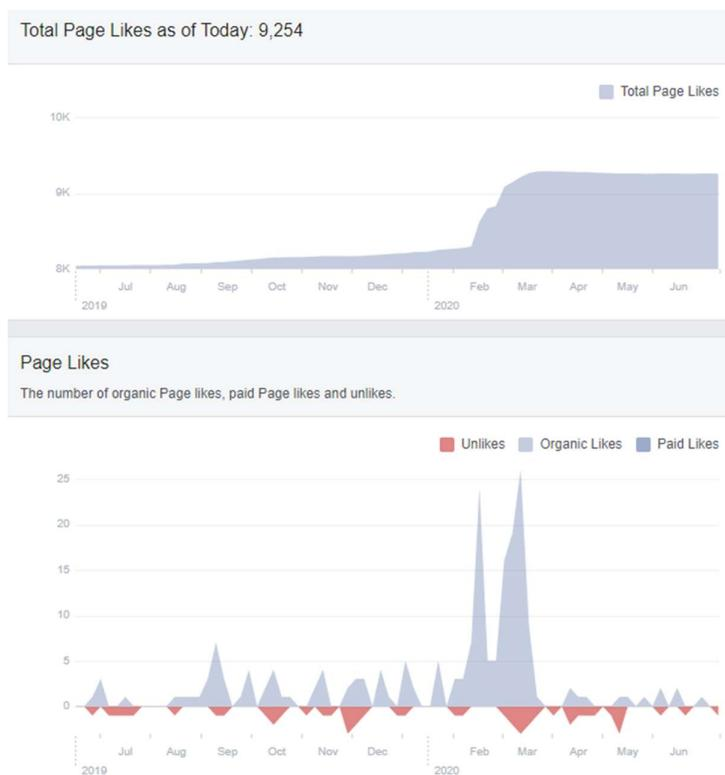 Total Page Likes as of Today: 9,254
Total Page Likes
10K
9K
8K
Jul Aug Sep Oct Nov Dec Feb Mar Apr May Jun
2019 2020
Page Likes
The number of organic Page likes, paid Page likes and unlikes.
Unlikes Organic Likes Paid Likes
25
20
15
10
5
0
Jul Aug Sep Oct Nov Dec Feb Mar Apr May Jun
2019 2020